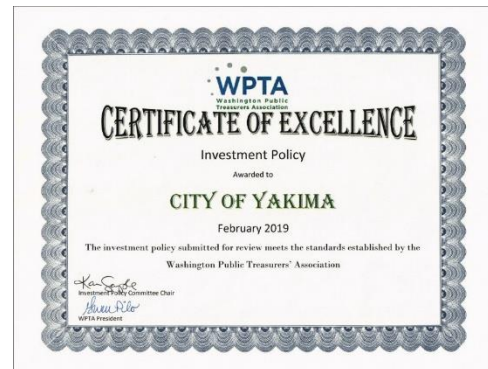 WPTA
Washington Public
Treasurers Association
CERTIFICATE OF EXCELLENCE
Investment Policy
Awarded to
CITY OF YAKIMA
February 2019
The investment policy submitted for review meets the standards established by the
Washington Public Treasurers' Association
Investment Policy Committee Chair
WPTA President